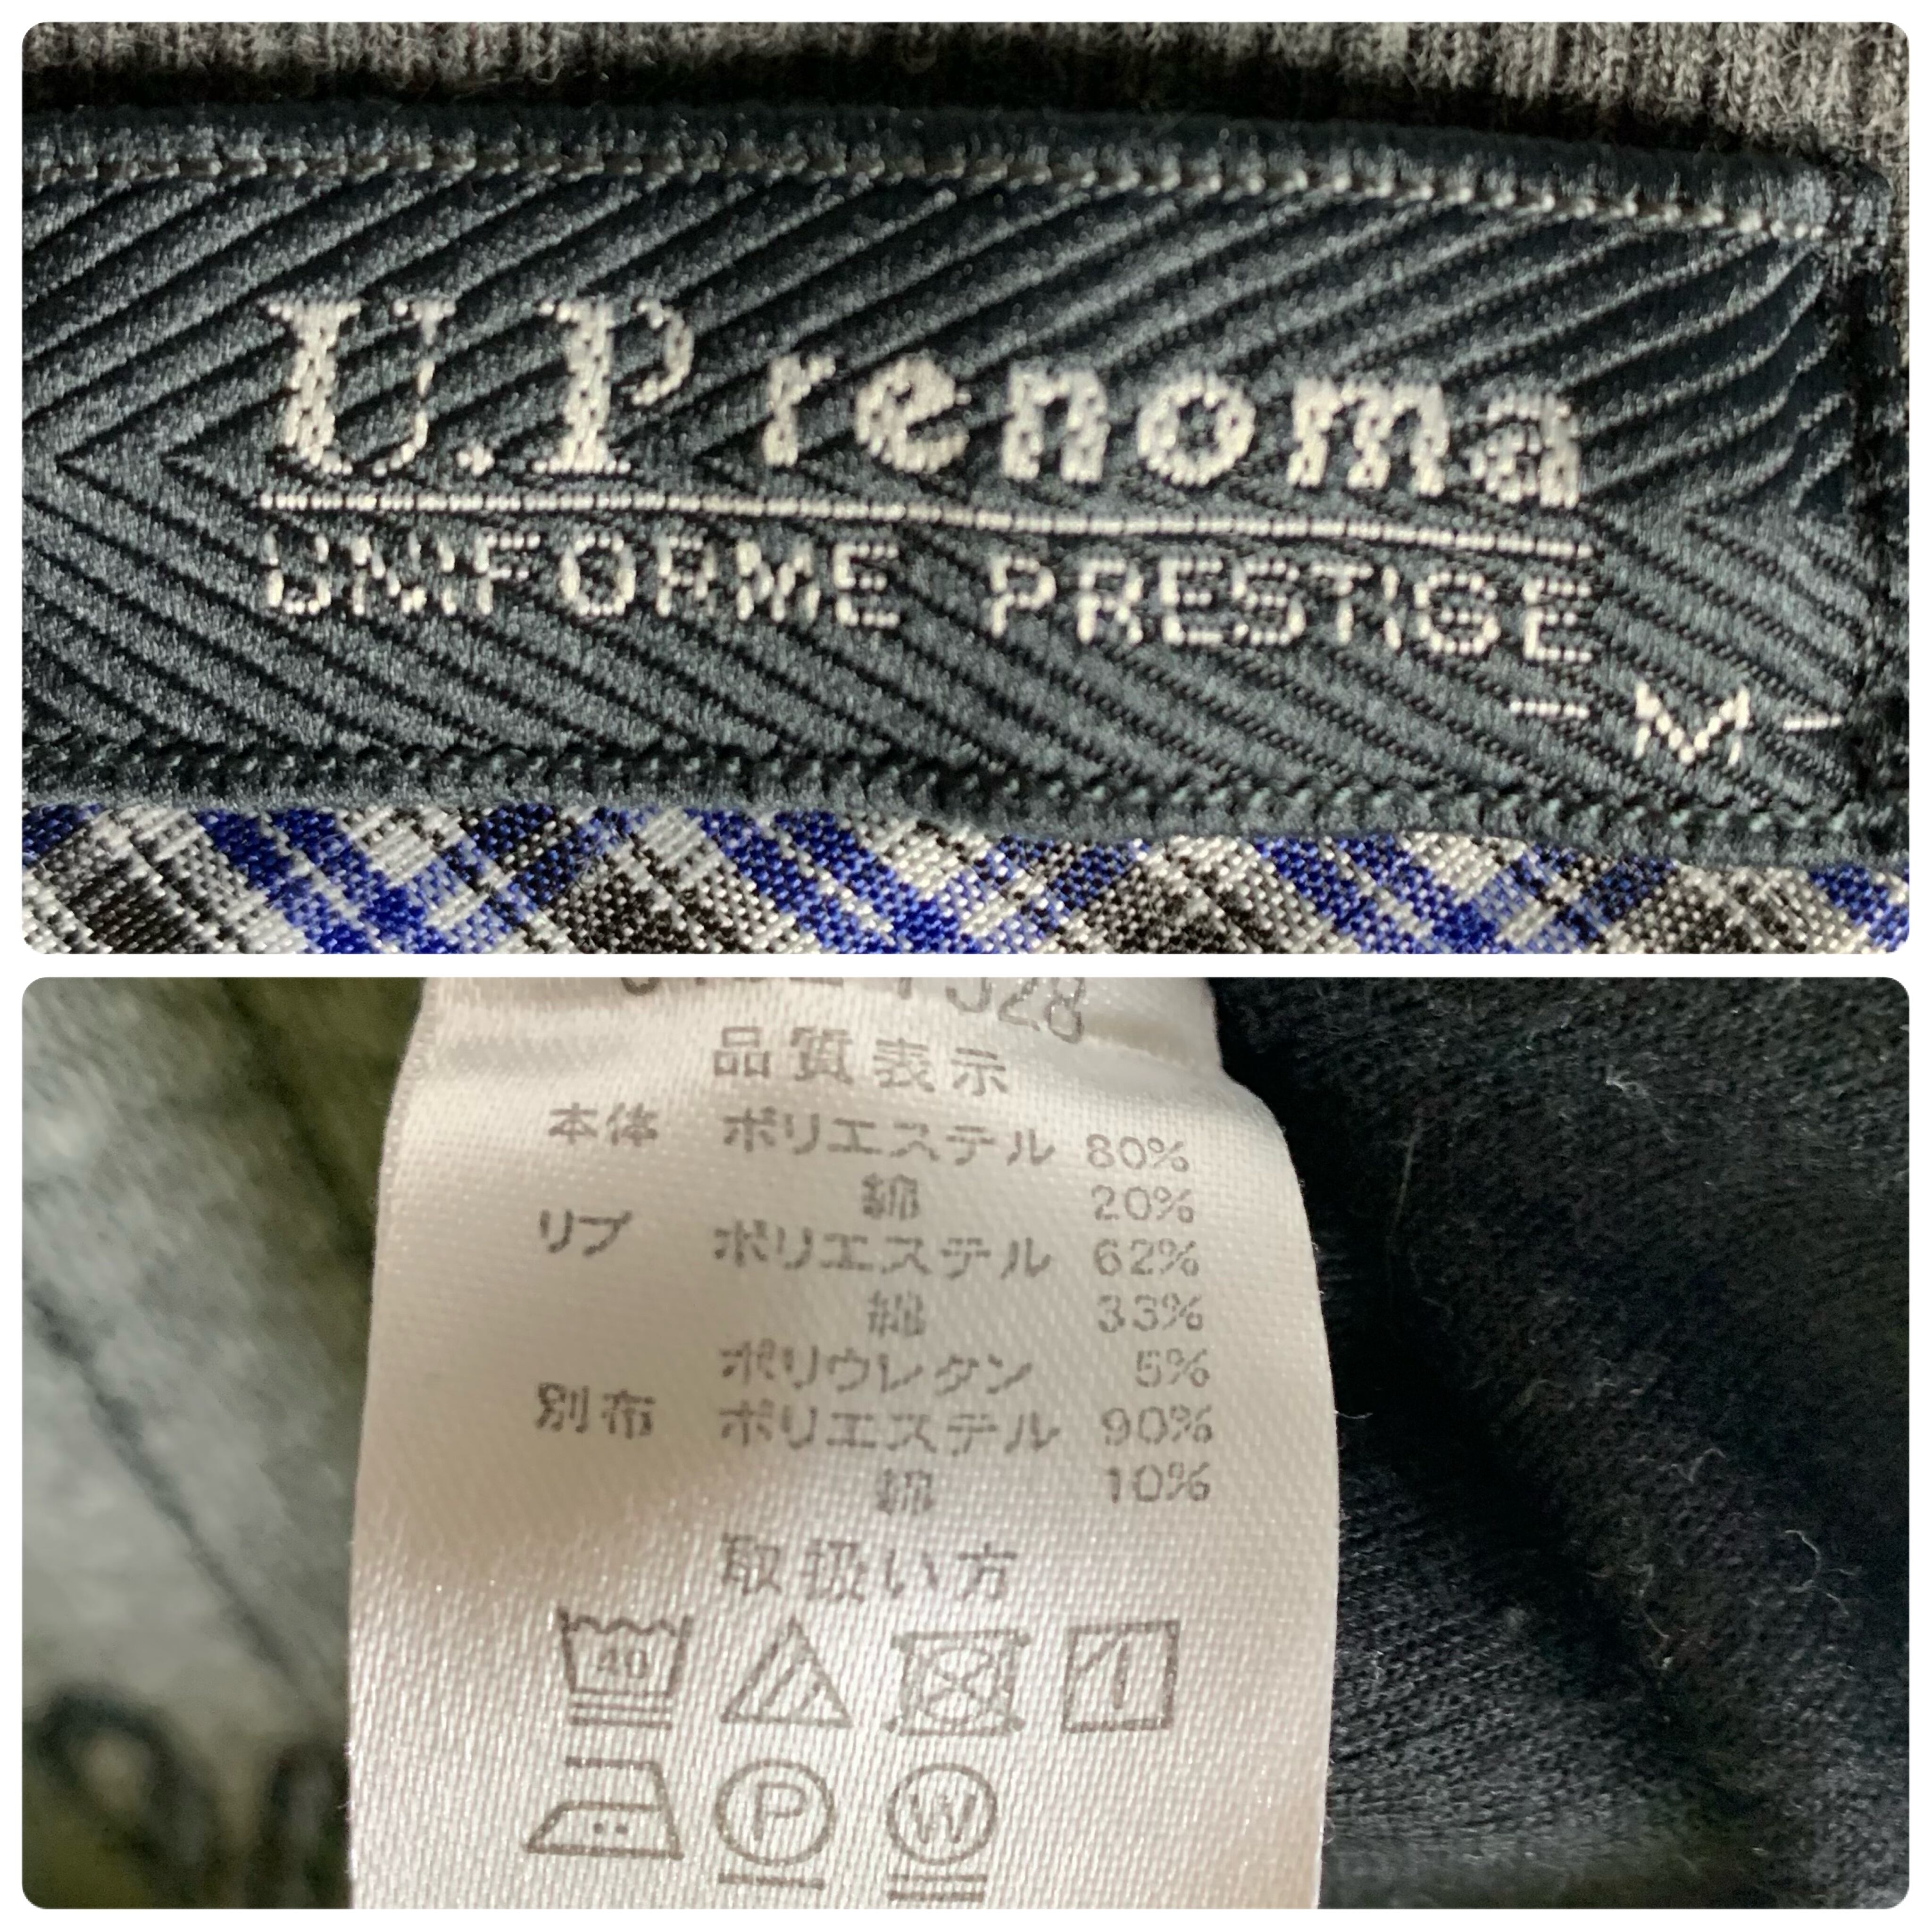 U.P renoma
UNIFORME PRESTIGE
-M-
品質表示
本体 ポリエステル 80%
綿 20%
リブ ポリエステル 62%
綿 33%
ポリウレタン 5%
別布 ポリエステル 90%
綿 10%
取扱い方
40
P W